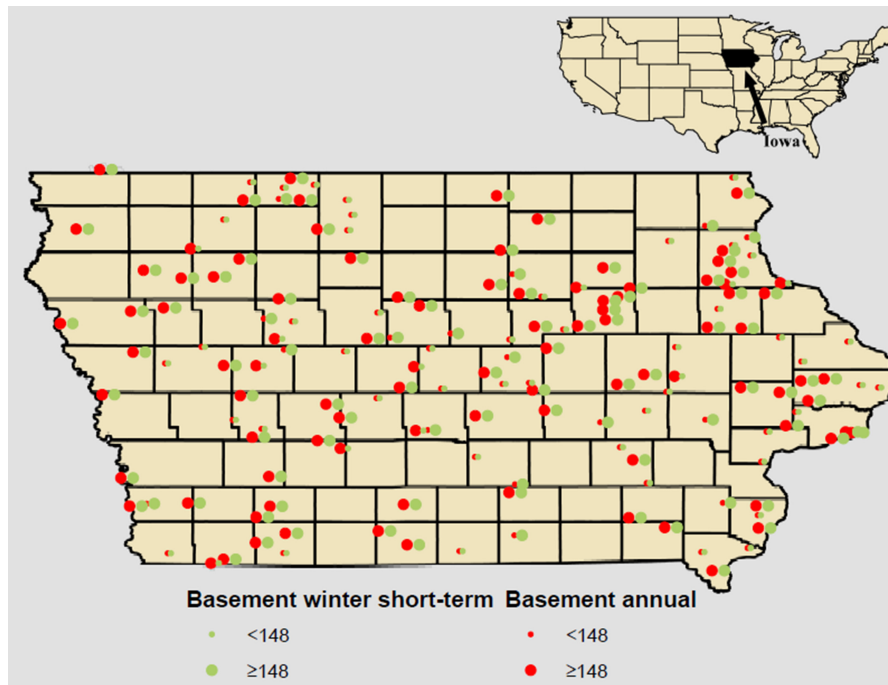 Iowa
Basement winter short-term Basement annual
<148 <148
≥148 ≥148